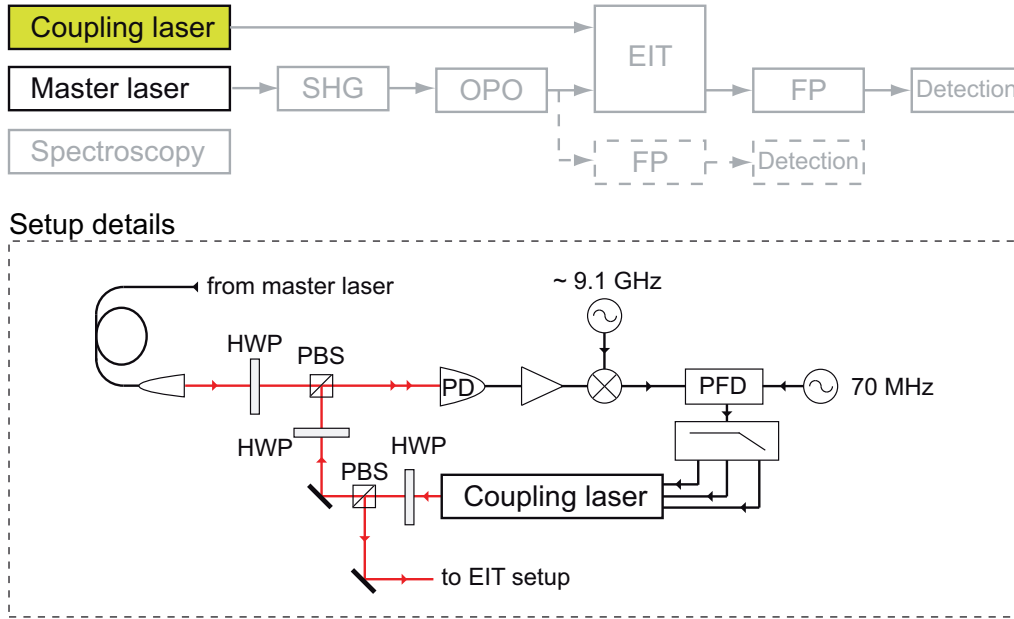 Coupling laser
EIT
Master laser
SHG
OPO
FP
Detection
Spectroscopy
FP
Detection
Setup details
from master laser
~ 9.1 GHz
HWP
PBS
PD
PFD
70 MHz
HWP
HWP
PBS
Coupling laser
to EIT setup